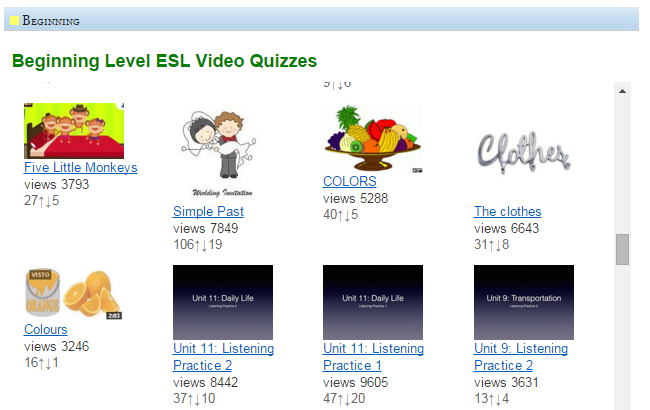 Beginning
Beginning Level ESL Video Quizzes
9↑↓6
Five Little Monkeys
views 3793
27↑↓5
Wedding Invitation
Simple Past
views 7849
106↑↓19
COLORS
views 5288
40↑↓5
Clothes
The clothes
views 6643
31↑↓8
VISTO
ORANGE
2:03
Colours
views 3246
16↑↓1
Unit 11: Daily Life
Listening Practice 2
Unit 11: Listening
Practice 2
views 8442
37↑↓10
Unit 11: Daily Life
Listening Practice 1
Unit 11: Listening
Practice 1
views 9605
47↑↓20
Unit 9: Transportation
Listening Practice 2
Unit 9: Listening
Practice 2
views 3631
13↑↓4